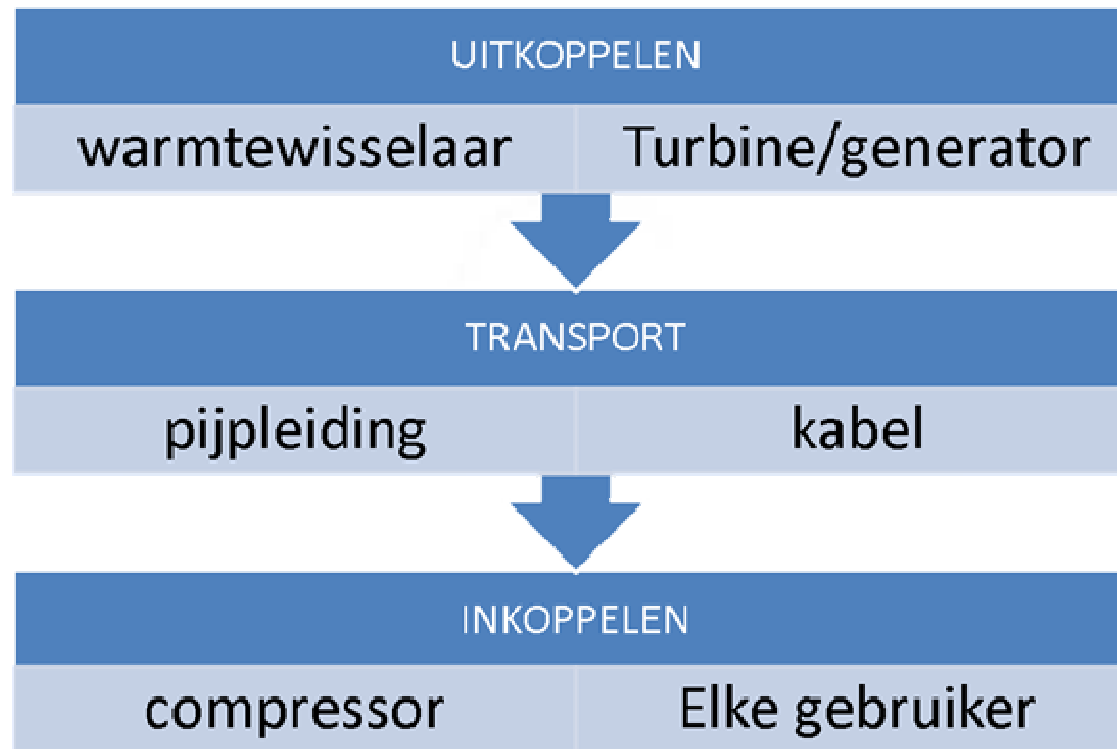 UITKOPPELEN
warmtewisselaar Turbine/generator
TRANSPORT
pijpleiding kabel
INKOPPELEN
compressor Elke gebruiker